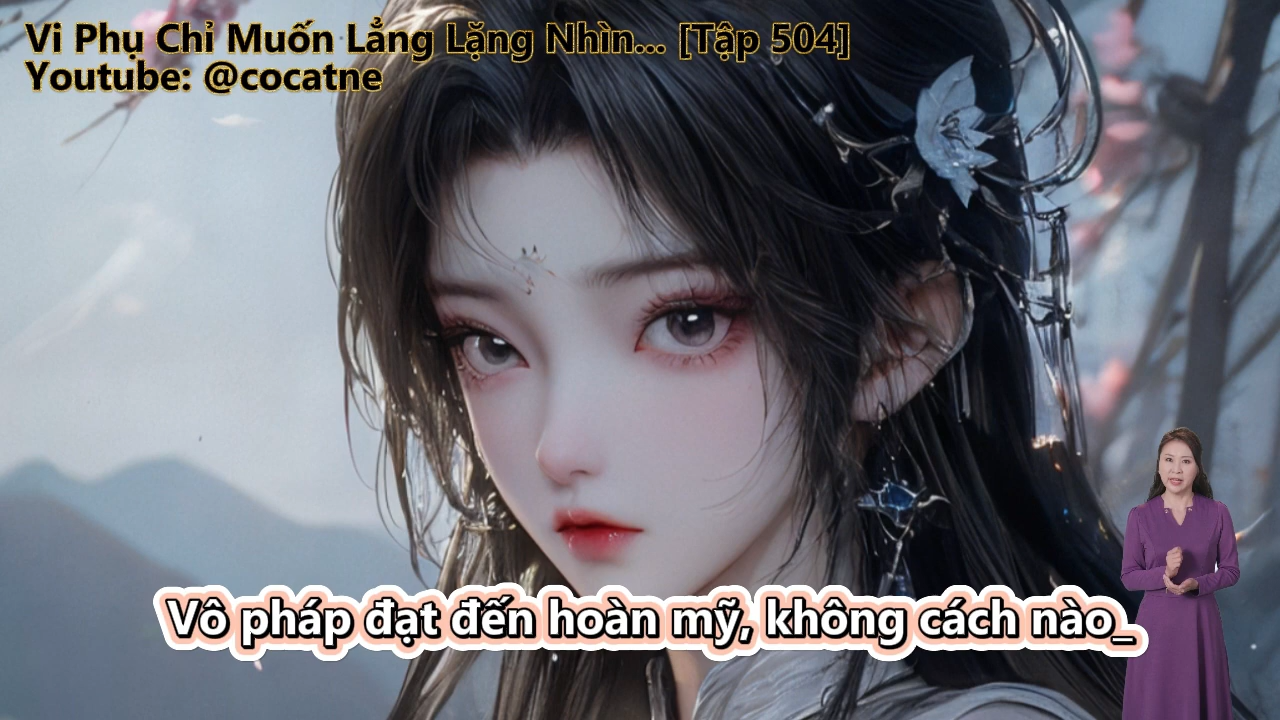 Vi Phụ Chỉ Muốn Lẳng Lặng Nhìn... [Tập 504]
Youtube: @cocatne
Vô pháp đạt đến hoàn mỹ, không cách nào_